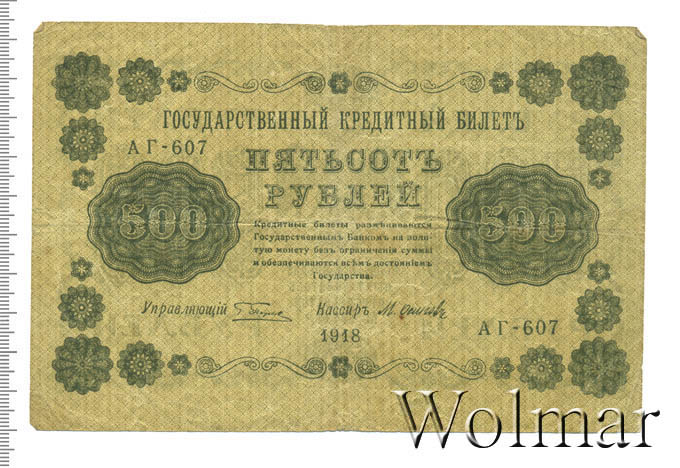 ГОСУДАРСТВЕННЫЙ КРЕДИТНЫЙ БИЛЕТЪ
АГ-607
ПЯТЬСОТЪ
РУБЛЕЙ
500
500
Кредитные билеты размѣниваются
Государственнымъ Банкомъ на золо-
тую монету безъ ограниченія суммы
и обезпечиваются всѣмъ достояніемъ
Государства.
Управляющій
Кассиръ
1918
АГ-607
Wolmar